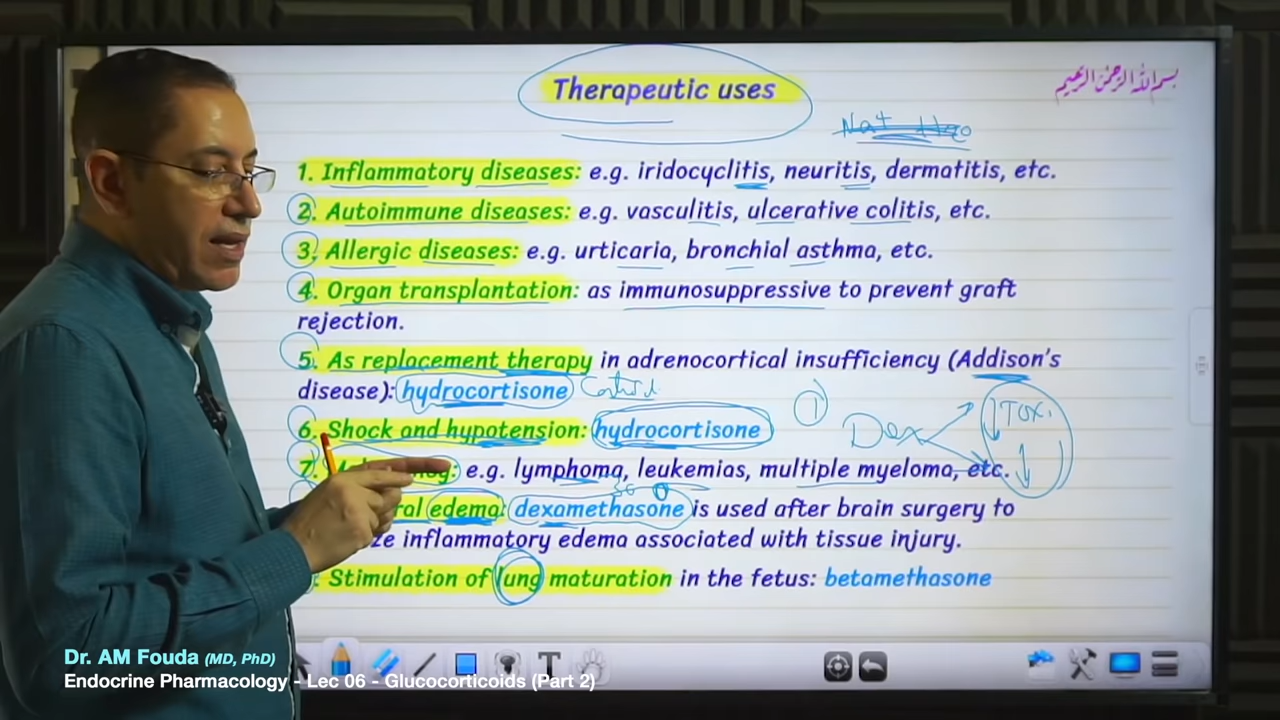 Therapeutic uses
بسم الله الرحمن الرحيم
Na+ H2O
1. Inflammatory diseases: e.g. iridocyclitis, neuritis, dermatitis, etc.
2. Autoimmune diseases: e.g. vasculitis, ulcerative colitis, etc.
3. Allergic diseases: e.g. urticaria, bronchial asthma, etc.
4. Organ transplantation: as immunosuppressive to prevent graft
rejection.
5. As replacement therapy in adrenocortical insufficiency (Addison's
disease): hydrocortisone
1
Dex
↓Tox.
6. Shock and hypotension: hydrocortisone
7. e.g. lymphoma, leukemias, multiple myeloma, etc.
edema: dexamethasone is used after brain surgery to
inflammatory edema associated with tissue injury.
Stimulation of lung maturation in the fetus: betamethasone
T
Dr. AM Fouda (MD, PhD)
Endocrine Pharmacology - Lec 06 - Glucocorticoids (Part 2)